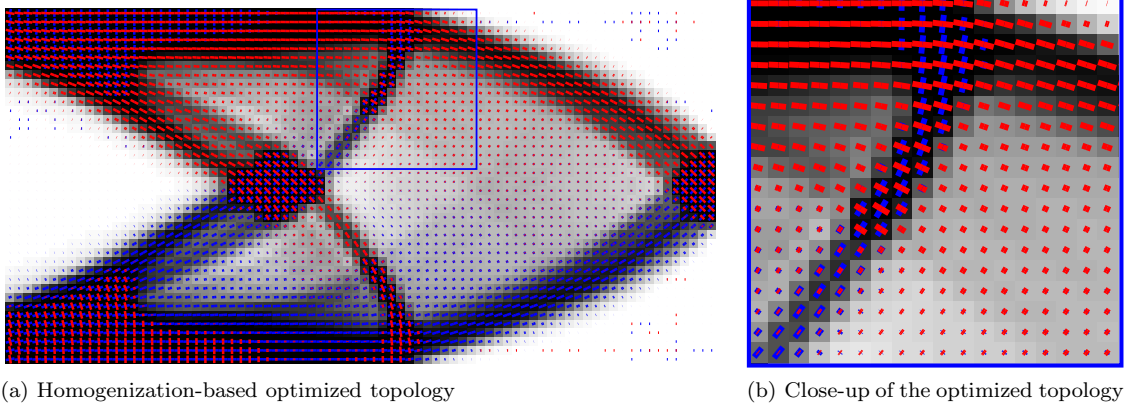 (a) Homogenization-based optimized topology
(b) Close-up of the optimized topology